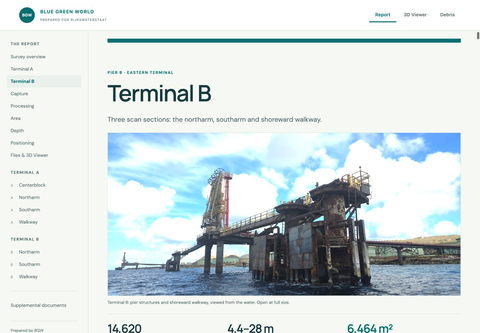 BGW
BLUE GREEN WORLD
PREPARED FOR RIJKSWATERSTAAT
Report
3D Viewer
Debris
THE REPORT
Survey overview
Terminal A
Terminal B
Capture
Processing
Area
Depth
Positioning
Files & 3D Viewer
TERMINAL A
A Centerblock
A Northarm
A Southarm
A Walkway
TERMINAL B
B Northarm
B Southarm
B Walkway
Supplemental documents
Prepared by BGW
PIER B · EASTERN TERMINAL
Terminal B
Three scan sections: the northarm, southarm and shoreward walkway.
Terminal B: pier structures and shoreward walkway, viewed from the water. Open at full size.
14,620
4.4–28 m
6,464 m²